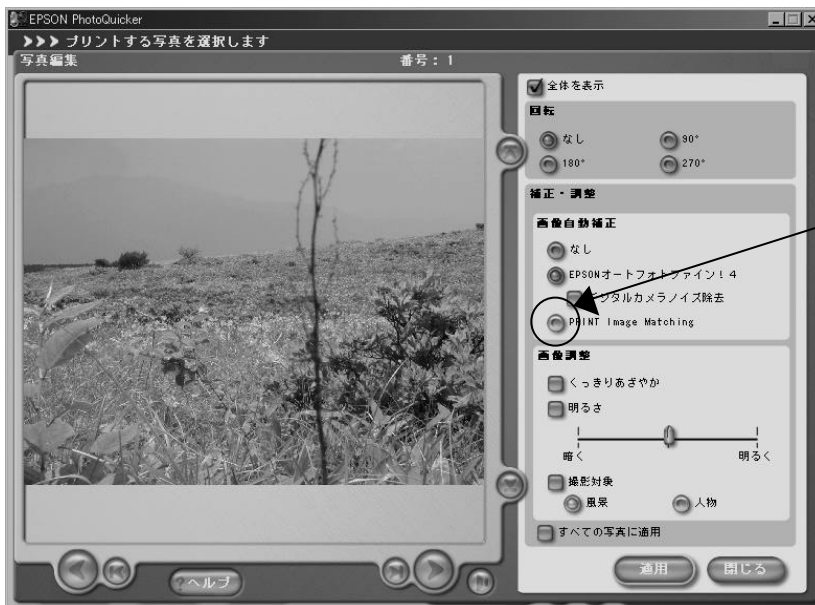 EPSON PhotoQuicker
>>> プリントする写真を選択します
写真編集 番号：1
全体を表示
回転
なし 90°
180° 270°
補正・調整
画像自動補正
なし
EPSONオートフォトファイン！4
デジタルカメラノイズ除去
PRINT Image Matching
画像調整
くっきりあざやか
明るさ
暗く 明るく
撮影対象
風景 人物
すべての写真に適用
?ヘルプ
適用 閉じる